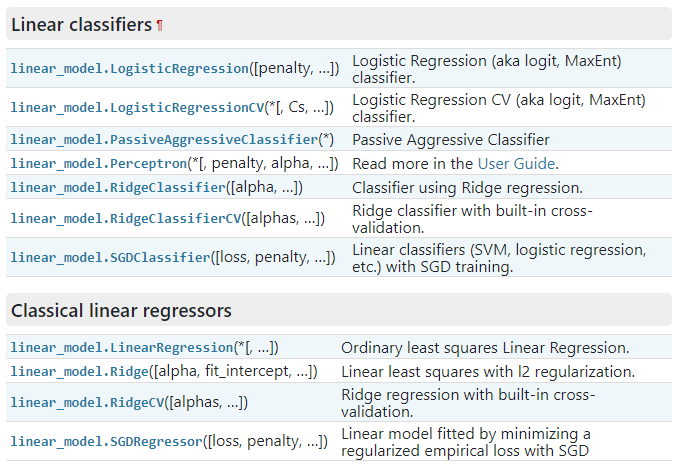 Linear classifiers ¶
linear_model.LogisticRegression([penalty, ...]) Logistic Regression (aka logit, MaxEnt)
classifier.
linear_model.LogisticRegressionCV(*[, Cs, ...]) Logistic Regression CV (aka logit, MaxEnt)
classifier.
linear_model.PassiveAggressiveClassifier(*) Passive Aggressive Classifier
linear_model.Perceptron(*[, penalty, alpha, ...]) Read more in the User Guide.
linear_model.RidgeClassifier([alpha, ...]) Classifier using Ridge regression.
linear_model.RidgeClassifierCV([alphas, ...]) Ridge classifier with built-in cross-
validation.
linear_model.SGDClassifier([loss, penalty, ...]) Linear classifiers (SVM, logistic regression,
etc.) with SGD training.
Classical linear regressors
linear_model.LinearRegression(*[, ...]) Ordinary least squares Linear Regression.
linear_model.Ridge([alpha, fit_intercept, ...]) Linear least squares with l2 regularization.
linear_model.RidgeCV([alphas, ...]) Ridge regression with built-in cross-
validation.
linear_model.SGDRegressor([loss, penalty, ...]) Linear model fitted by minimizing a
regularized empirical loss with SGD